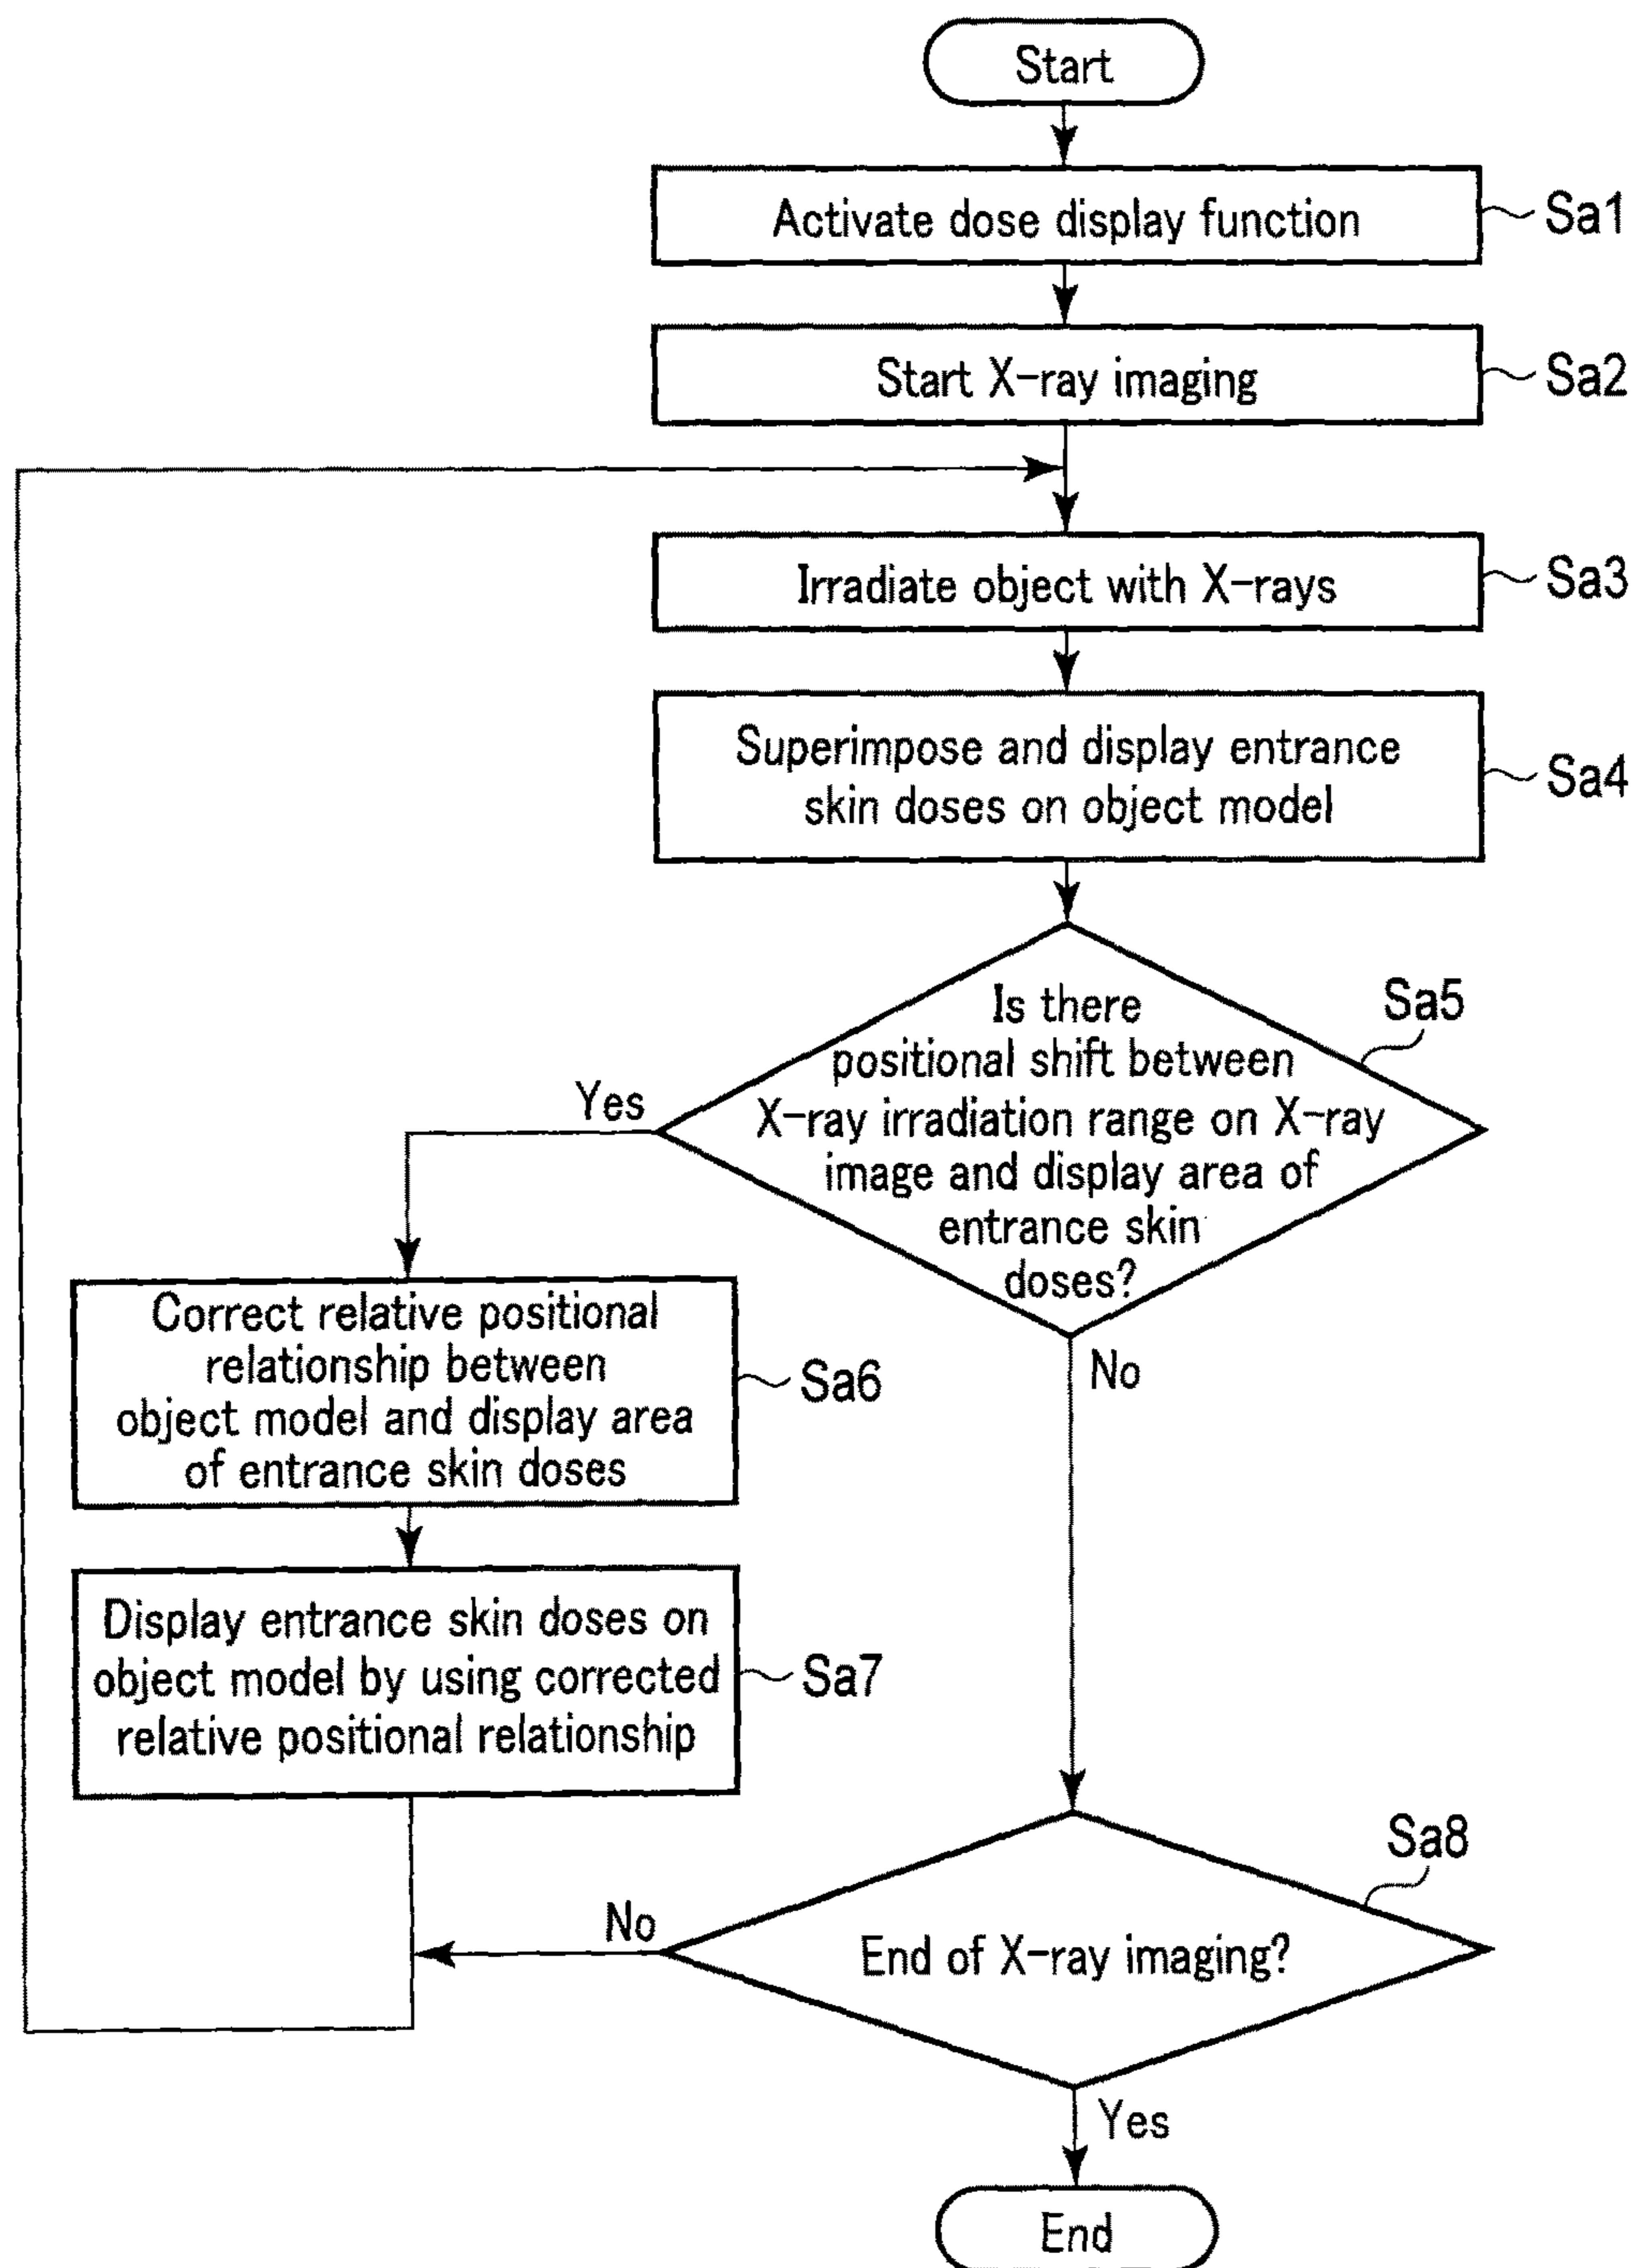 Start
Activate dose display function
Sa1
Start X-ray imaging
Sa2
Irradiate object with X-rays
Sa3
Superimpose and display entrance
skin doses on object model
Sa4
Is there
positional shift between
X-ray irradiation range on X-ray
image and display area of
entrance skin
doses?
Sa5
Yes
No
Correct relative positional
relationship between
object model and display area
of entrance skin doses
Sa6
Display entrance skin doses on
object model by using corrected
relative positional relationship
Sa7
End of X-ray imaging?
Sa8
No
Yes
End